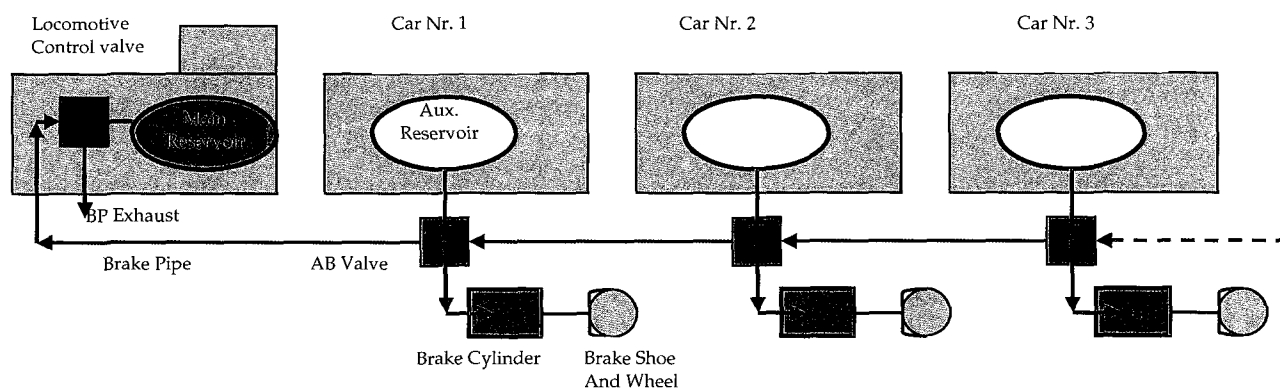 Locomotive
Control valve
Car Nr. 1
Car Nr. 2
Car Nr. 3
Main
Reservoir
Aux.
Reservoir
BP Exhaust
Brake Pipe
AB Valve
Brake Cylinder
Brake Shoe
And Wheel